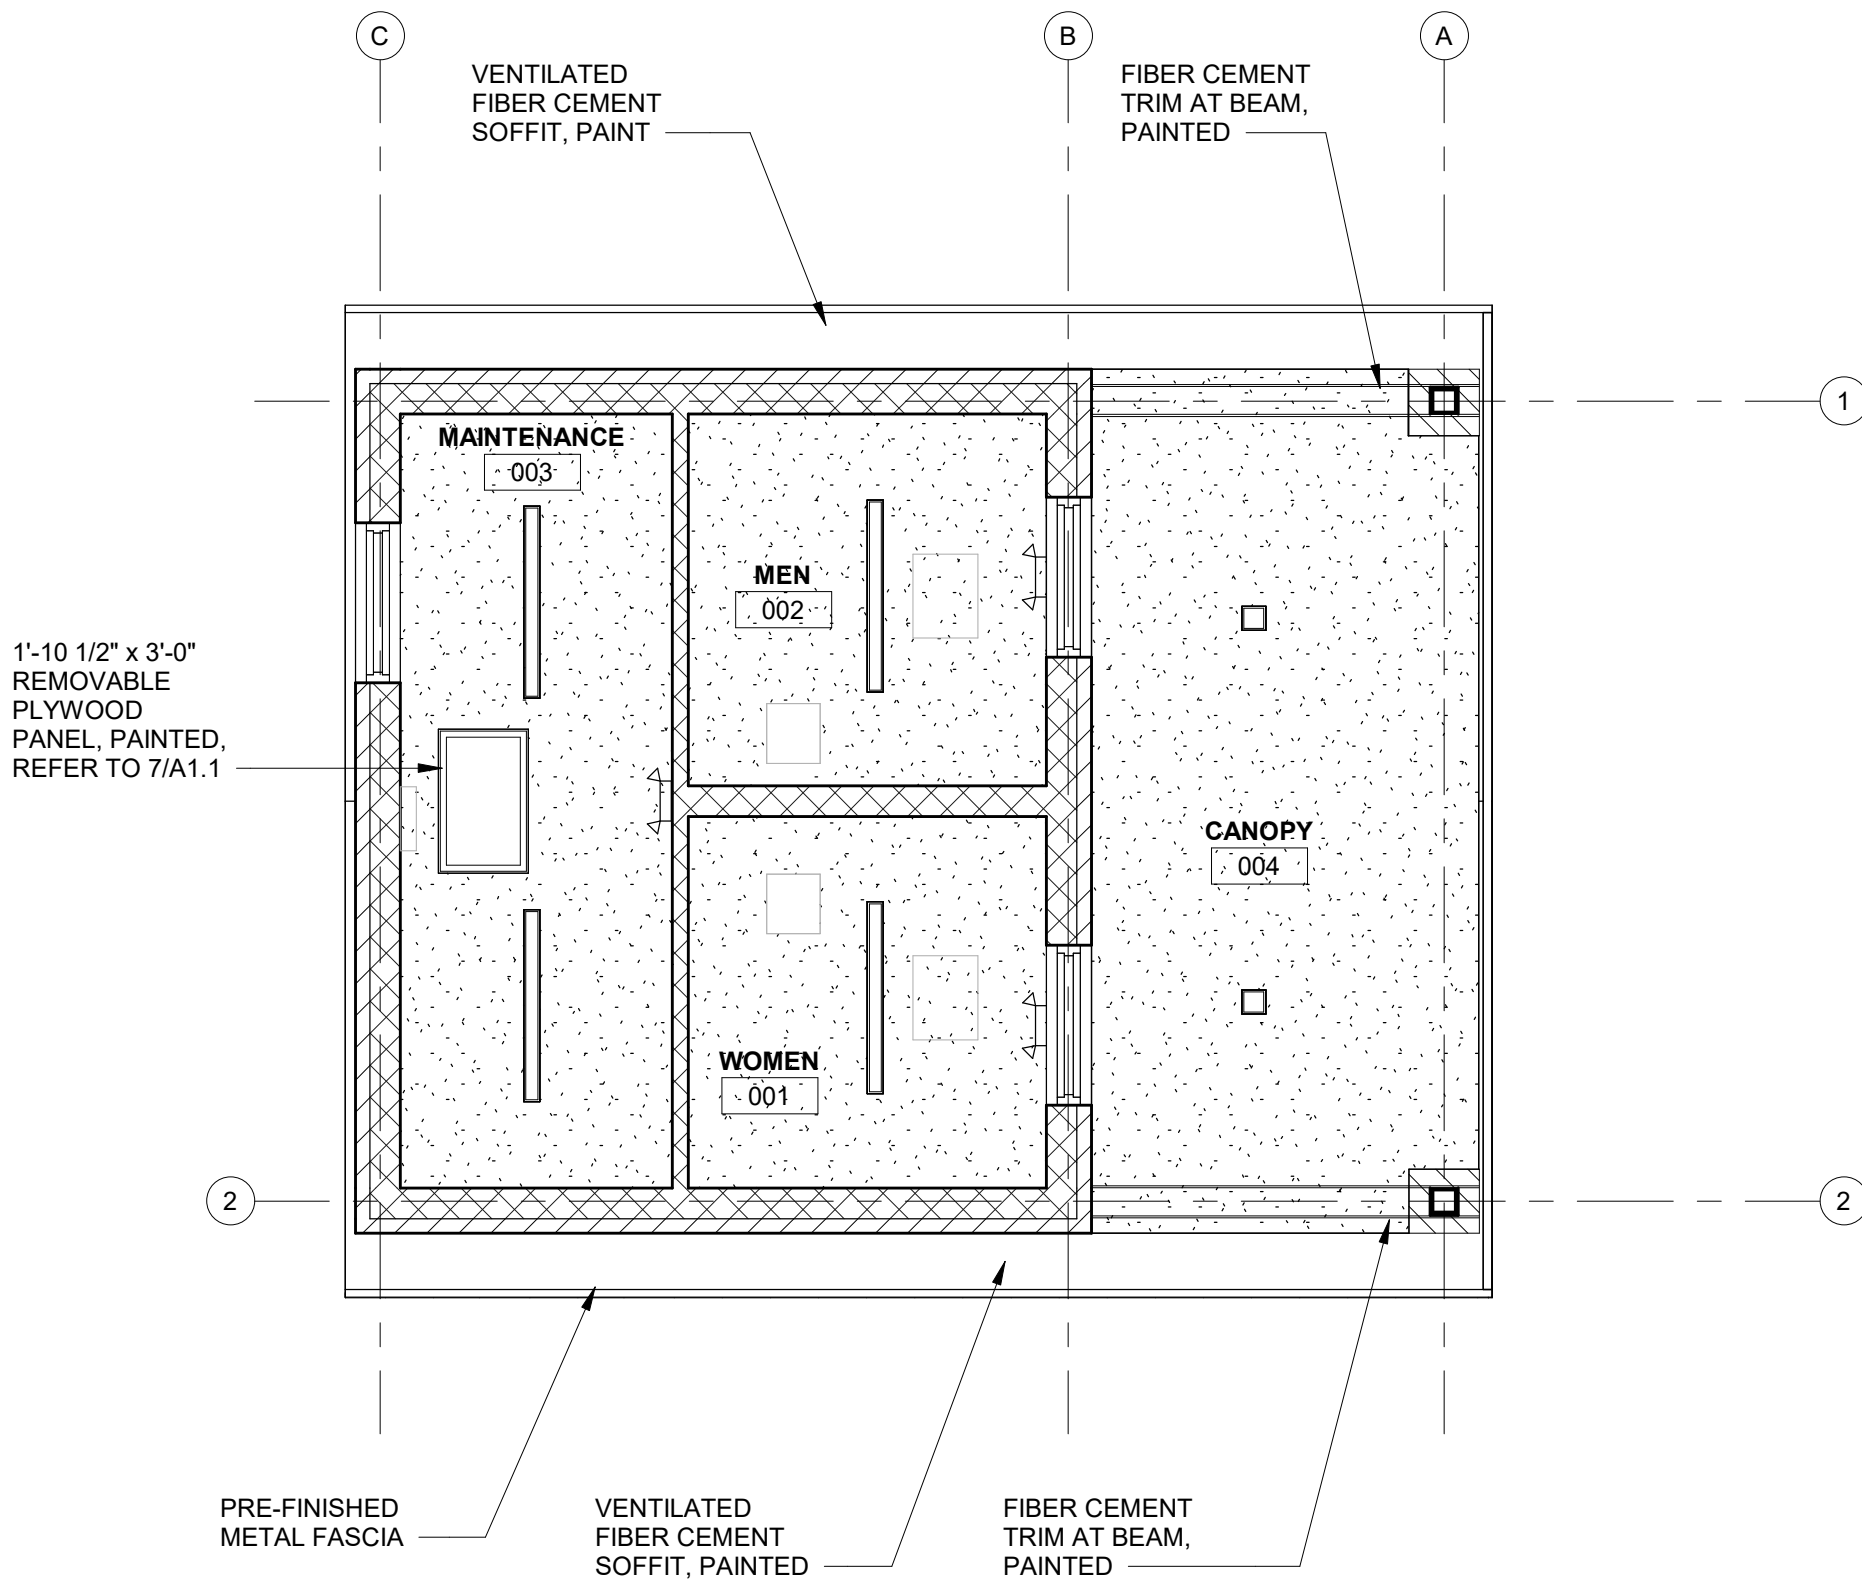 C
B
A
VENTILATED
FIBER CEMENT
SOFFIT, PAINT
FIBER CEMENT
TRIM AT BEAM,
PAINTED
1
MAINTENANCE
003
MEN
002
1'-10 1/2" x 3'-0"
REMOVABLE
PLYWOOD
PANEL, PAINTED,
REFER TO 7/A1.1
CANOPY
004
WOMEN
001
2
2
PRE-FINISHED
METAL FASCIA
VENTILATED
FIBER CEMENT
SOFFIT, PAINTED
FIBER CEMENT
TRIM AT BEAM,
PAINTED